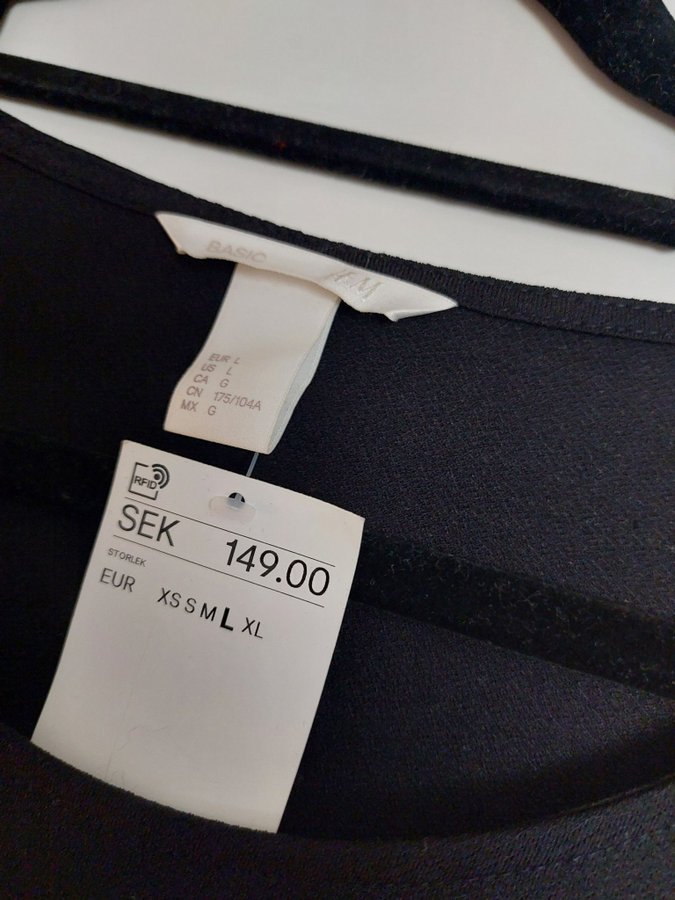 BASIC H&M
EUR L
US L
CA G
CN 175/104A
MX G
RFID
SEK 149.00
STORLEK
EUR XS S M L XL